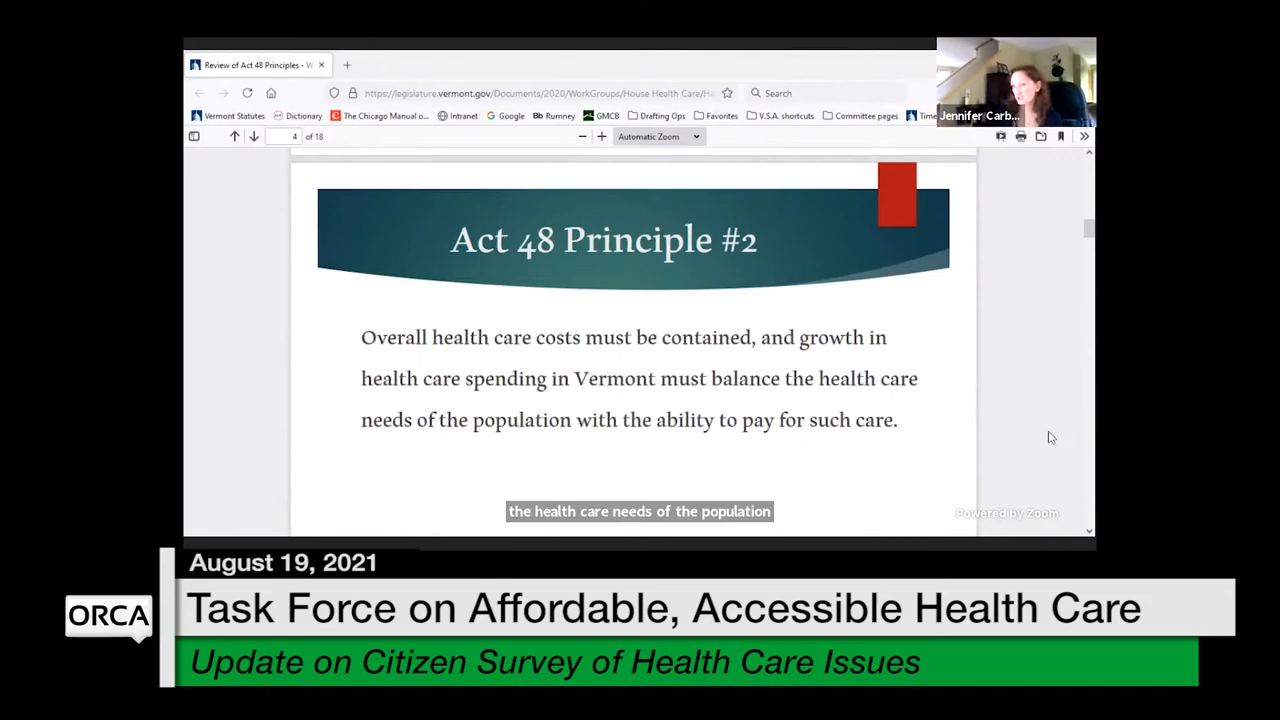 Review of Act 48 Principles - W
https://legislature.vermont.gov/Documents/2020/WorkGroups/House Health Care/H
Search
Vermont Statutes
Dictionary
The Chicago Manual o...
Intranet
Google
Bb Rumney
GMCB
Drafting Ops
Favorites
V.S.A. shortcuts
Committee pages
Jennifer Carb...
4 of 18
Automatic Zoom
Act 48 Principle #2
Overall health care costs must be contained, and growth in
health care spending in Vermont must balance the health care
needs of the population with the ability to pay for such care.
the health care needs of the population
Powered by Zoom
August 19, 2021
ORCA
Task Force on Affordable, Accessible Health Care
Update on Citizen Survey of Health Care Issues